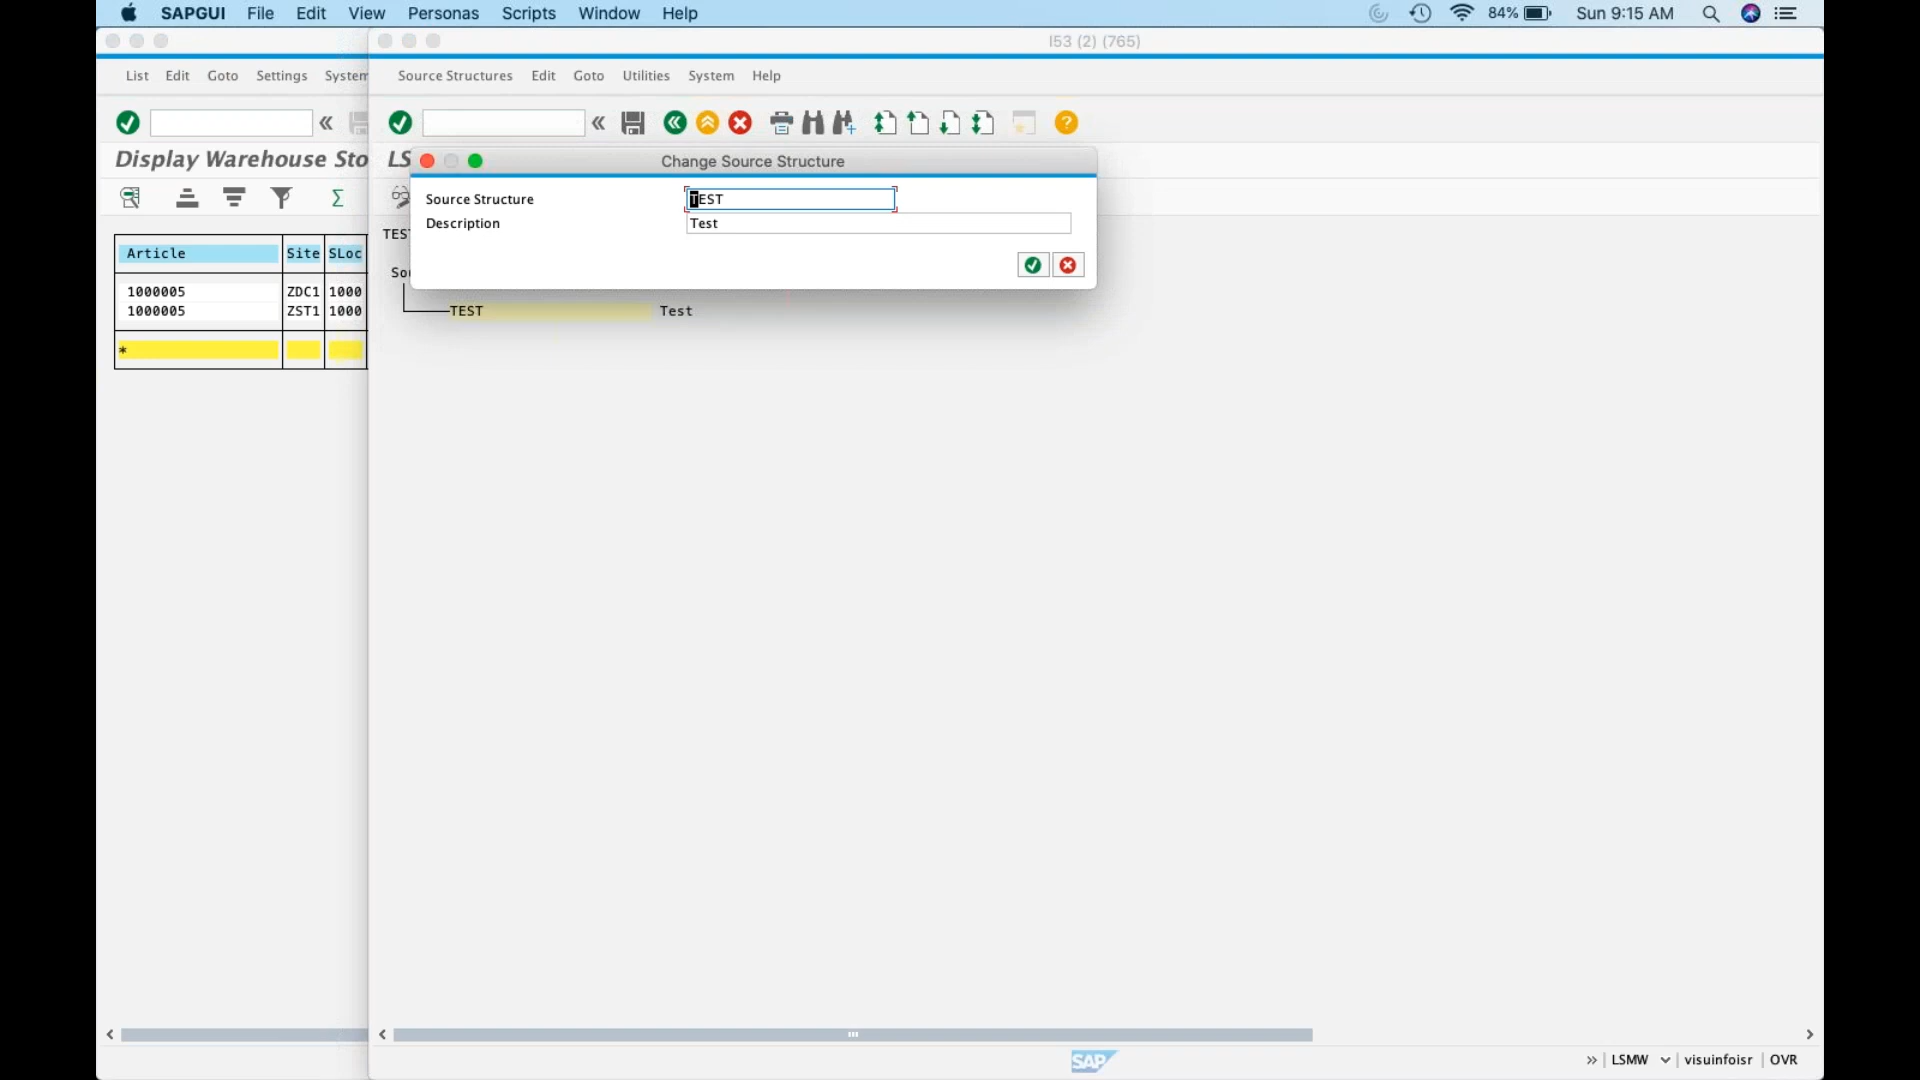 SAPGUI File Edit View Personas Scripts Window Help 84% Sun 9:15 AM
I53 (2) (765)
List Edit Goto Settings System
Source Structures Edit Goto Utilities System Help
Display Warehouse Sto
LS
Change Source Structure
Source Structure TEST
Description Test
TEST
Article Site SLoc
Sou
1000005 ZDC1 1000
1000005 ZST1 1000
TEST Test
*
SAP
LSMW visuinfoisr OVR